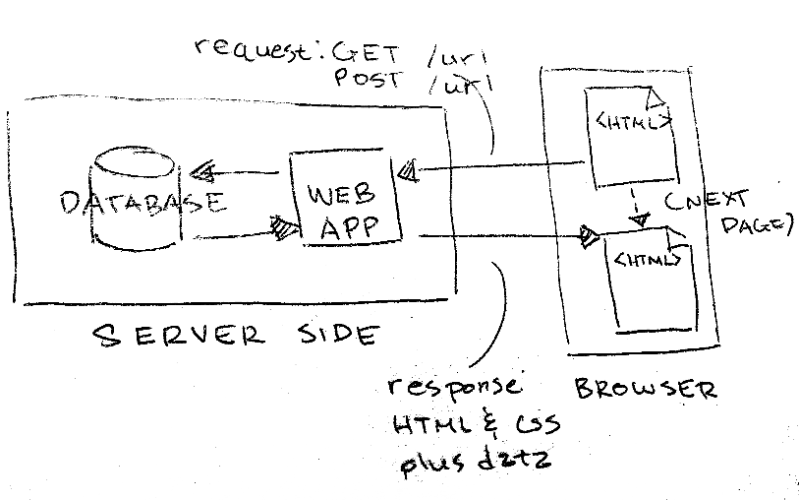 request: GET /url
POST /url
<HTML>
DATABASE
WEB
APP
(NEXT
PAGE)
<HTML>
SERVER SIDE
response:
HTML & CSS
plus data
BROWSER